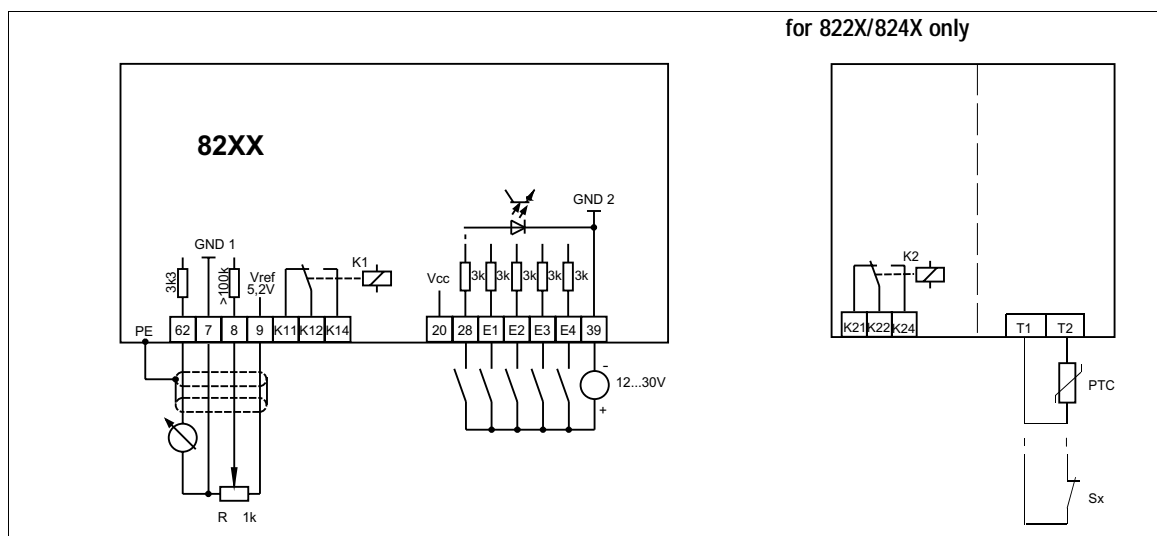 for 822X/824X only
82XX
GND 2
GND 1
3k3
>100k
Vref
5,2V
K1
Vcc
3k 3k 3k 3k 3k
K2
PE
62 7 8 9 K11 K12 K14
20 28 E1 E2 E3 E4 39
K21 K22 K24
T1 T2
-
12...30V
+
PTC
R 1k
Sx